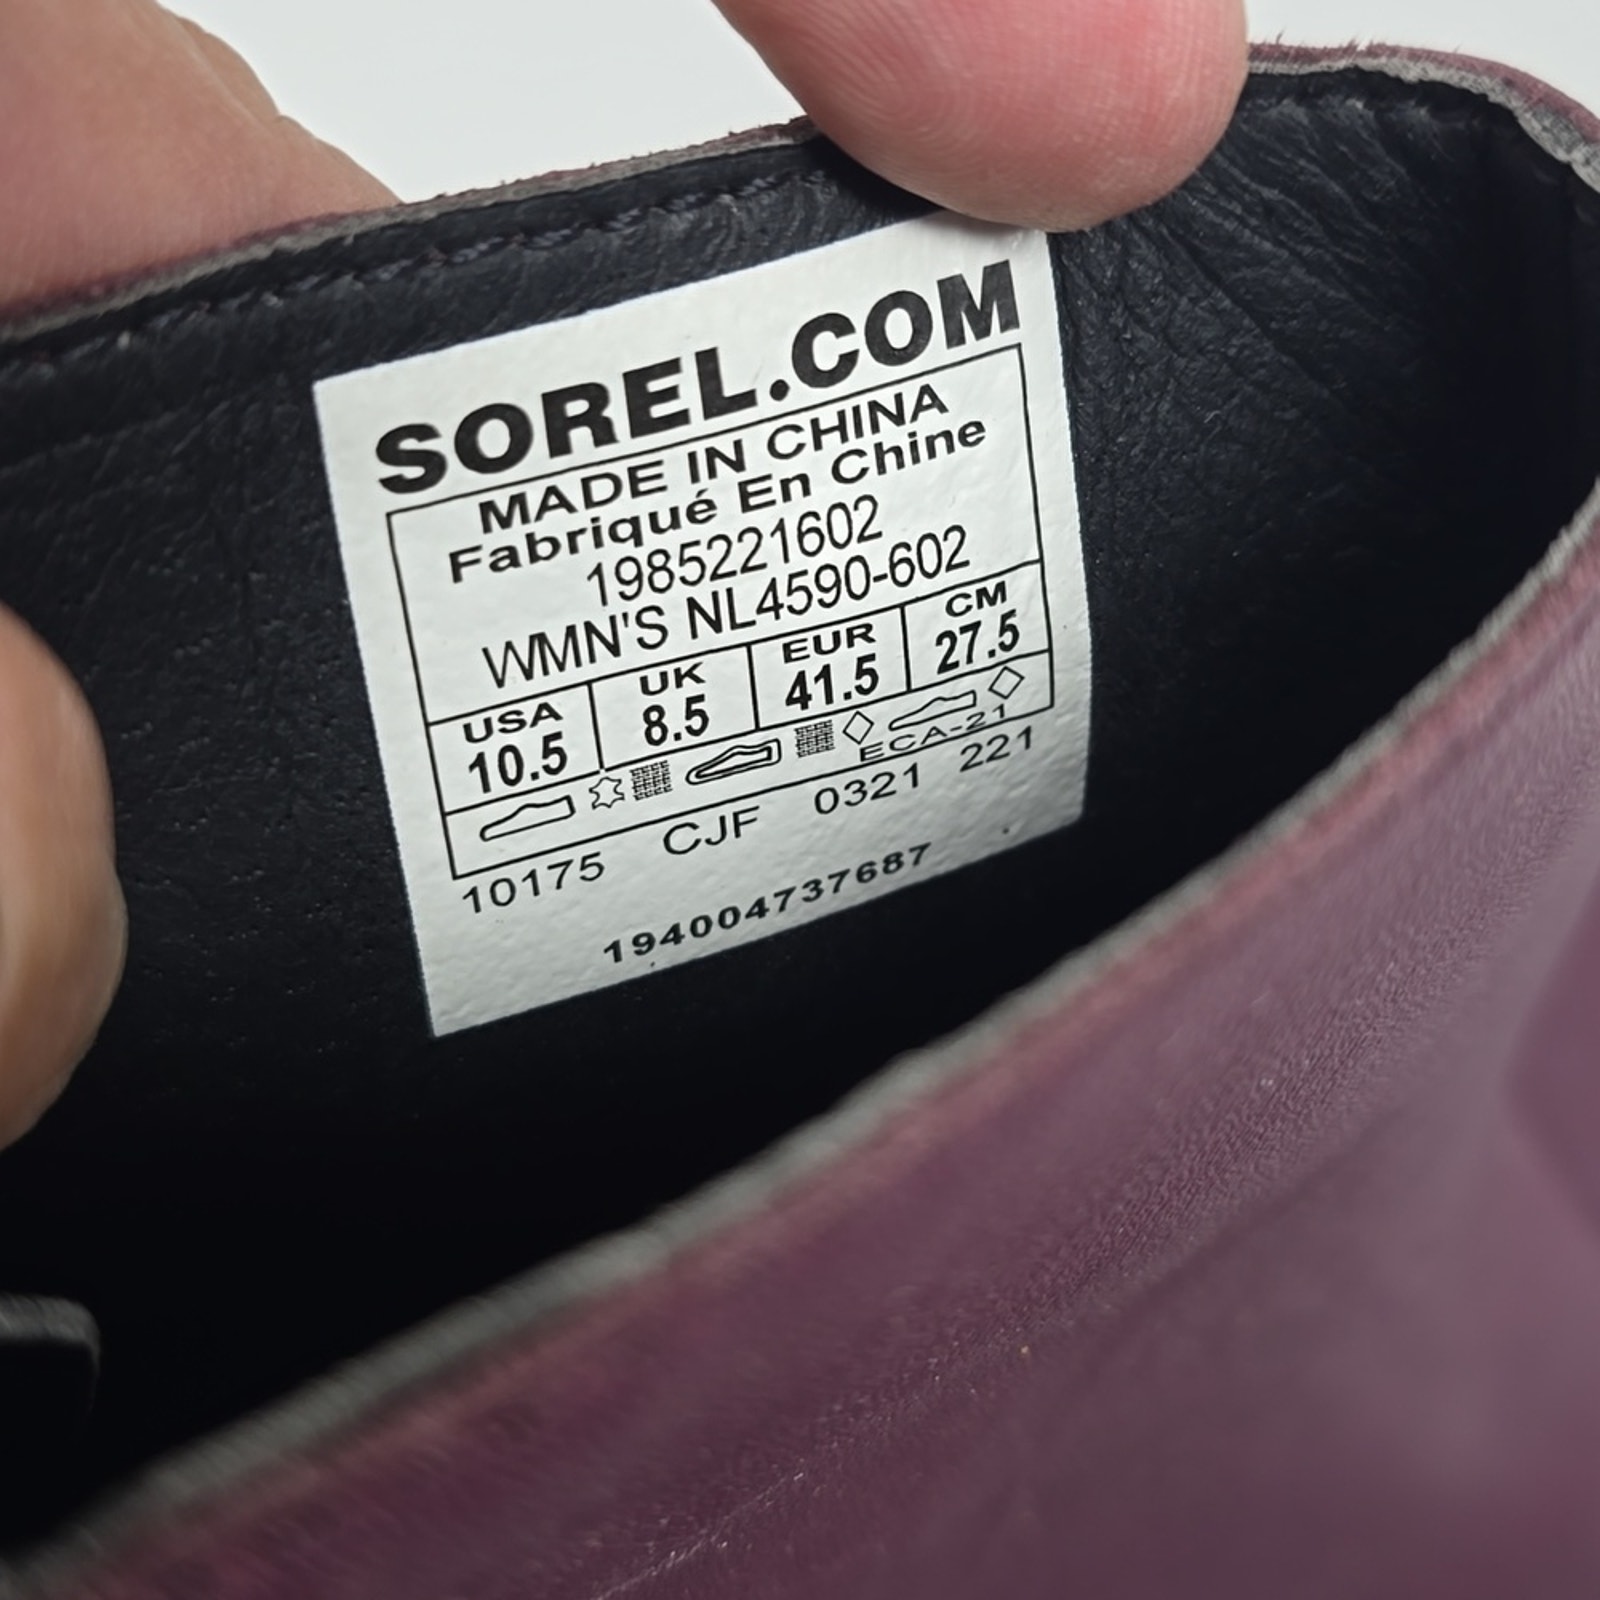 SOREL.COM
MADE IN CHINA
Fabriqué En Chine
1985221602
WMN'S NL4590-602
USA UK EUR CM
10.5 8.5 41.5 27.5
ECA-21
10175 CJF 0321 221
194004737687